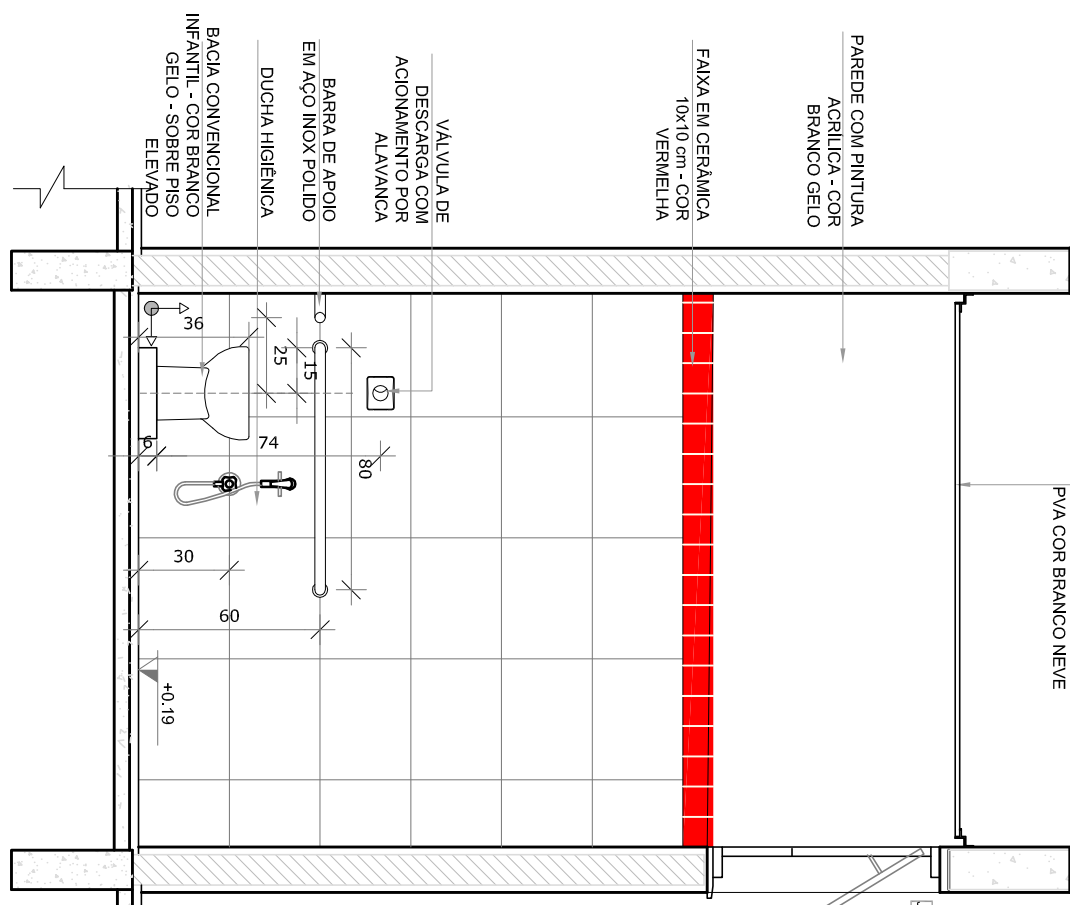 BACIA CONVENCIONAL
INFANTIL - COR BRANCO
GELO - SOBRE PISO
ELEVADO
DUCHA HIGIÊNICA
BARRA DE APOIO
EM AÇO INOX POLIDO
VÁLVULA DE
DESCARGA COM
ACIONAMENTO POR
ALAVANCA
FAIXA EM CERÂMICA
10x10 cm - COR
VERMELHA
PAREDE COM PINTURA
ACRÍLICA - COR
BRANCO GELO
PVA COR BRANCO NEVE
36
25
15
6
74
80
30
60
+0.19